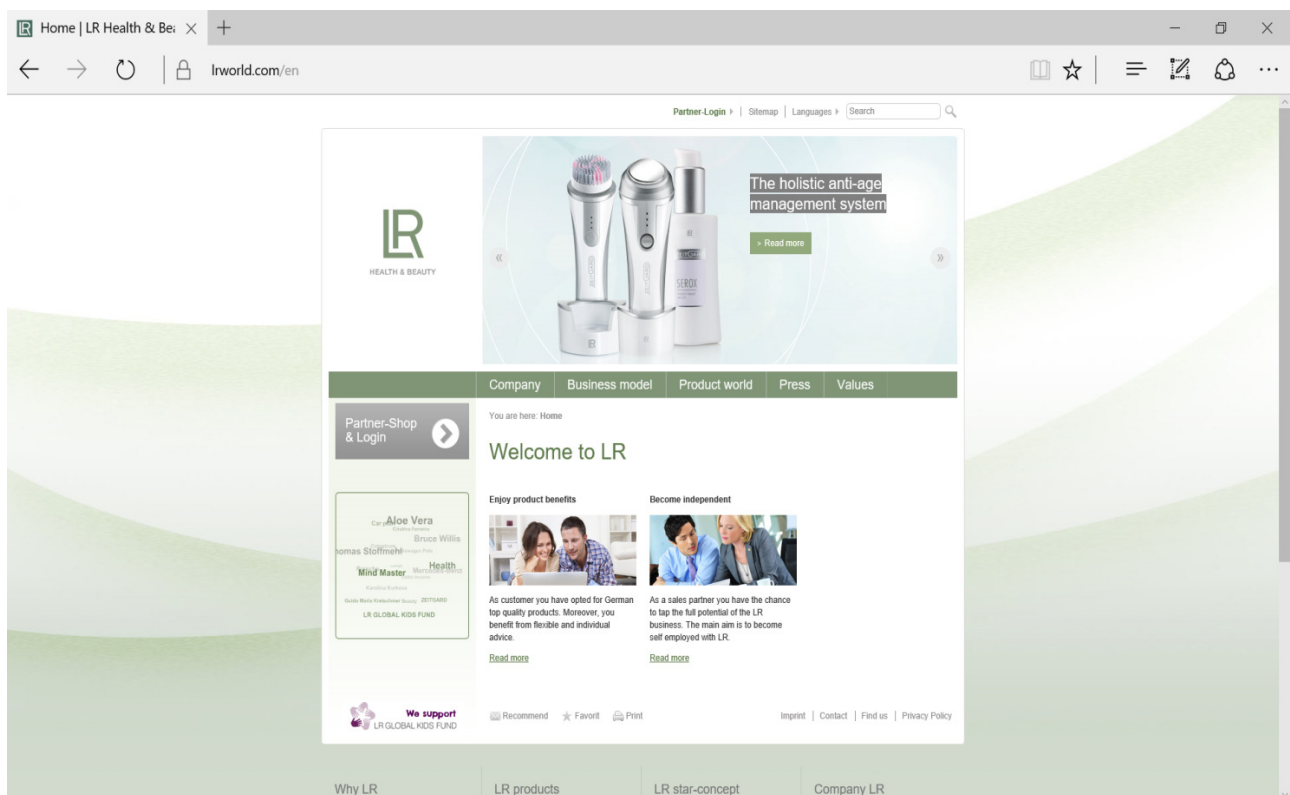 Home | LR Health & Be
lrworld.com/en
Partner-Login | Sitemap | Languages Search
LR
HEALTH & BEAUTY
The holistic anti-age
management system
Read more
ZEITGARD
SEROX
Company Business model Product world Press Values
Partner-Shop
& Login
You are here: Home
Welcome to LR
Enjoy product benefits
As customer you have opted for German
top quality products. Moreover, you
benefit from flexible and individual
advice.
Read more
Become independent
As a sales partner you have the chance
to tap the full potential of the LR
business. The main aim is to become
self employed with LR.
Read more
Aloe Vera
Bruce Willis
Health
Mind Master
ZEITGARD
LR GLOBAL KIDS FUND
We support
LR GLOBAL KIDS FUND
Recommend Favorit Print
Imprint | Contact | Find us | Privacy Policy
Why LR LR products LR star-concept Company LR